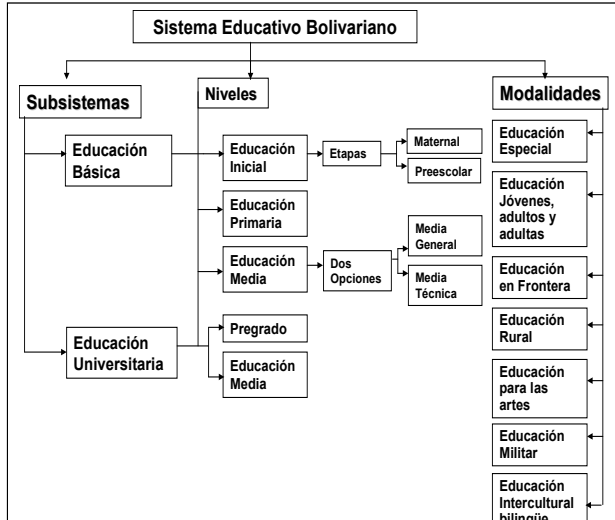 Sistema Educativo Bolivariano
Subsistemas
Niveles
Modalidades
Educación
Básica
Educación
Inicial
Etapas
Maternal
Preescolar
Educación
Primaria
Educación
Media
Dos
Opciones
Media
General
Media
Técnica
Educación
Universitaria
Pregrado
Educación
Media
Educación
Especial
Educación
Jóvenes,
adultos y
adultas
Educación
en Frontera
Educación
Rural
Educación
para las
artes
Educación
Militar
Educación
Intercultural
bilingüe